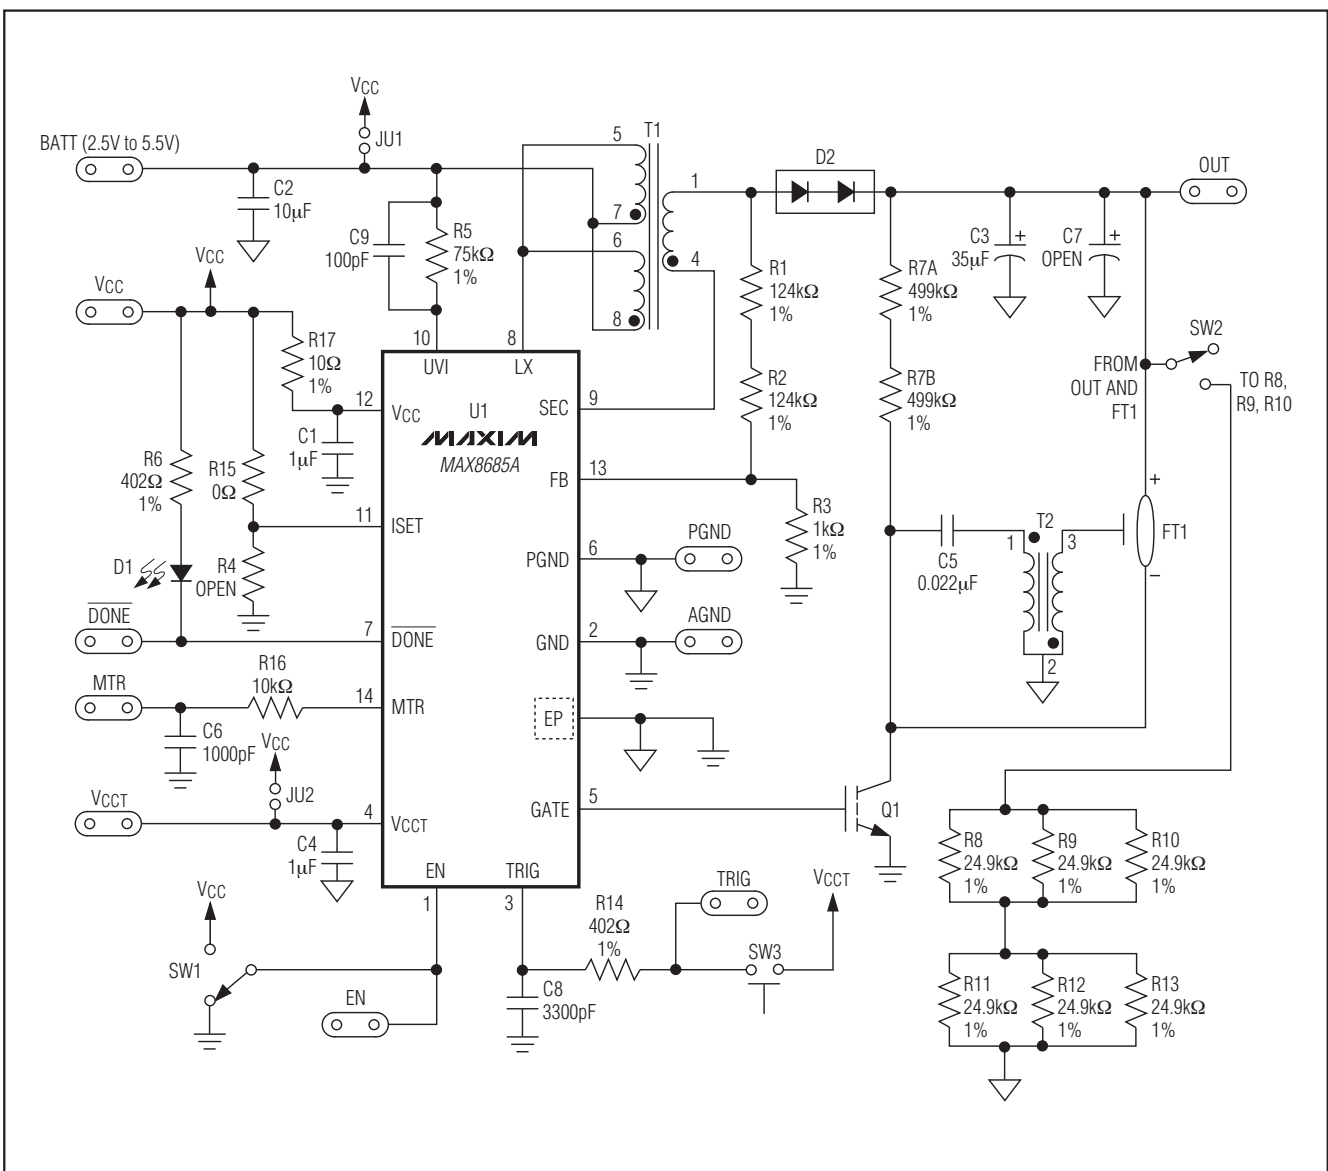 VCC
BATT (2.5V to 5.5V)
JU1
C2
10µF
C9
100pF
R5
75kΩ
1%
5
T1
7
6
8
1
4
D2
OUT
C3
35µF
+
C7
OPEN
+
VCC
VCC
R17
10Ω
1%
10
8
UVI
LX
R1
124kΩ
1%
R7A
499kΩ
1%
SW2
FROM
OUT AND
FT1
TO R8,
R9, R10
12
VCC
U1
MAXIM
MAX8685A
SEC
9
R2
124kΩ
1%
R7B
499kΩ
1%
C1
1µF
R6
402Ω
1%
R15
0Ω
FB
13
R3
1kΩ
1%
11
ISET
D1
R4
OPEN
PGND
6
PGND
C5
0.022µF
1
T2
3
2
+
FT1
–
DONE
7
DONE
GND
2
AGND
MTR
R16
10kΩ
14
MTR
C6
1000pF
EP
VCC
JU2
VCCT
4
VCCT
C4
1µF
GATE
5
Q1
EN
TRIG
1
3
R8
24.9kΩ
1%
R9
24.9kΩ
1%
R10
24.9kΩ
1%
VCC
SW1
EN
R14
402Ω
1%
TRIG
VCCT
SW3
C8
3300pF
R11
24.9kΩ
1%
R12
24.9kΩ
1%
R13
24.9kΩ
1%